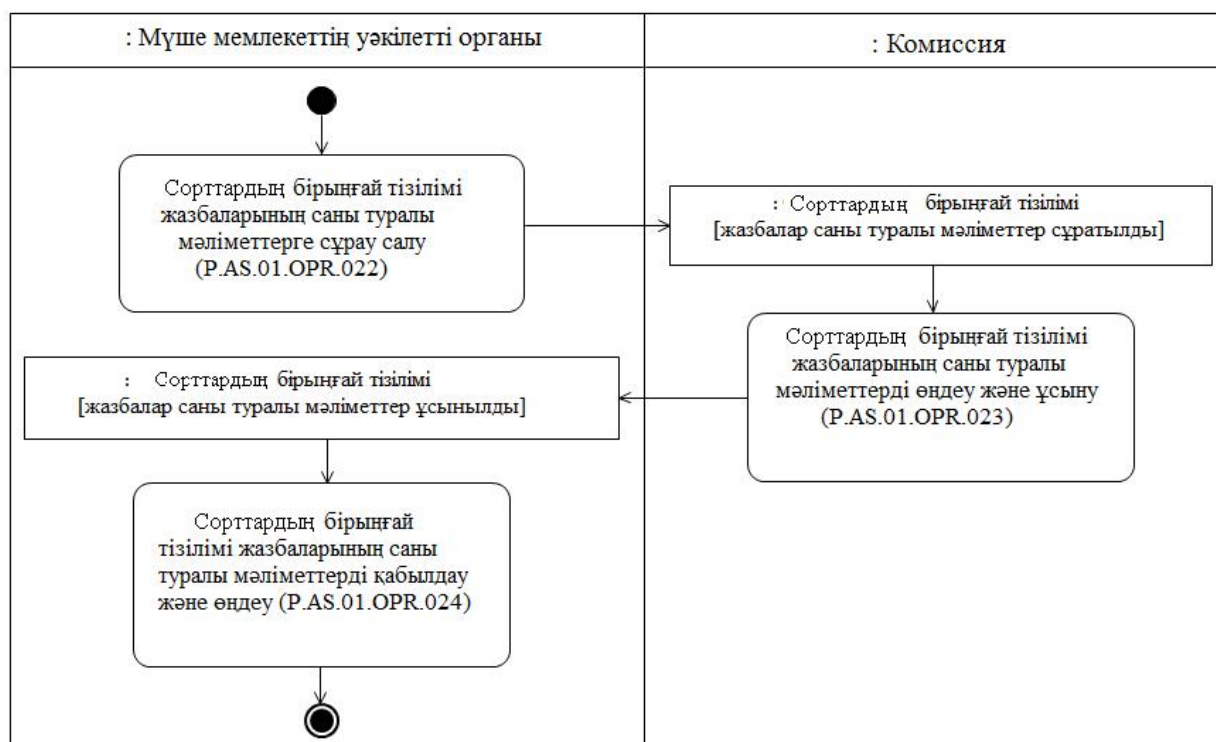 : Мүше мемлекеттің уәкілетті органы
: Комиссия
Сорттардың бірыңғай тізілімі
жазбаларының саны туралы
мәліметтерге сұрау салу
(P.AS.01.OPR.022)
: Сорттардың бірыңғай тізілімі
[жазбалар саны туралы мәліметтер сұратылды]
Сорттардың бірыңғай тізілімі
жазбаларының саны туралы
мәліметтерді өңдеу және ұсыну
(P.AS.01.OPR.023)
: Сорттардың бірыңғай тізілімі
[жазбалар саны туралы мәліметтер ұсынылды]
Сорттардың бірыңғай
тізілімі жазбаларының саны
туралы мәліметтерді қабылдау
және өңдеу (P.AS.01.OPR.024)